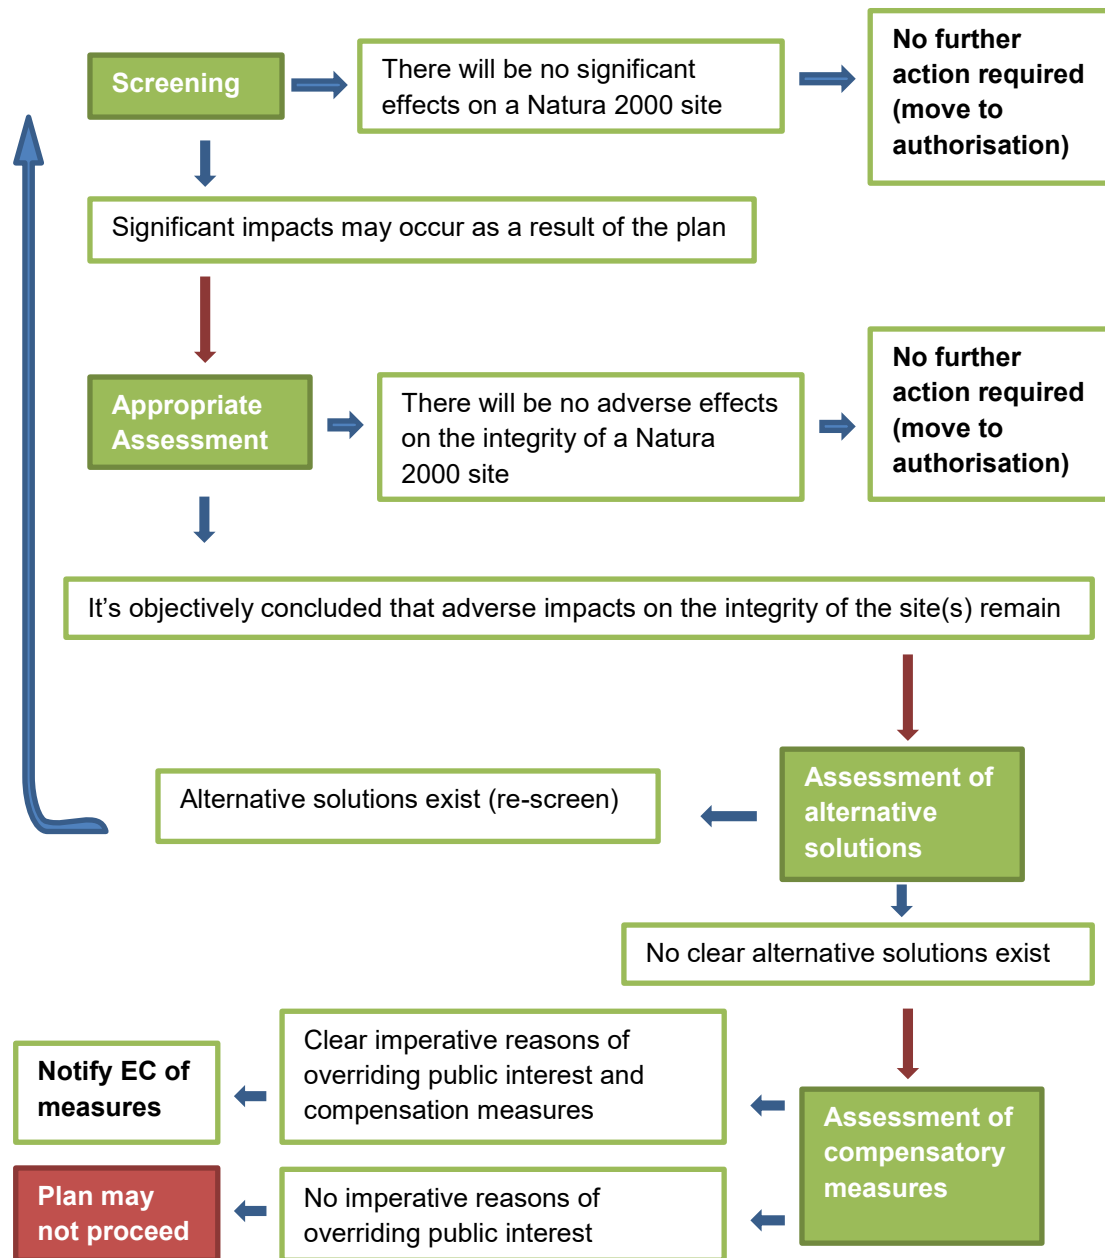 Screening
There will be no significant
effects on a Natura 2000 site
No further
action required
(move to
authorisation)
Significant impacts may occur as a result of the plan
Appropriate
Assessment
There will be no adverse effects
on the integrity of a Natura
2000 site
No further
action required
(move to
authorisation)
It’s objectively concluded that adverse impacts on the integrity of the site(s) remain
Assessment of
alternative
solutions
Alternative solutions exist (re-screen)
No clear alternative solutions exist
Assessment of
compensatory
measures
Clear imperative reasons of
overriding public interest and
compensation measures
Notify EC of
measures
No imperative reasons of
overriding public interest
Plan may
not proceed